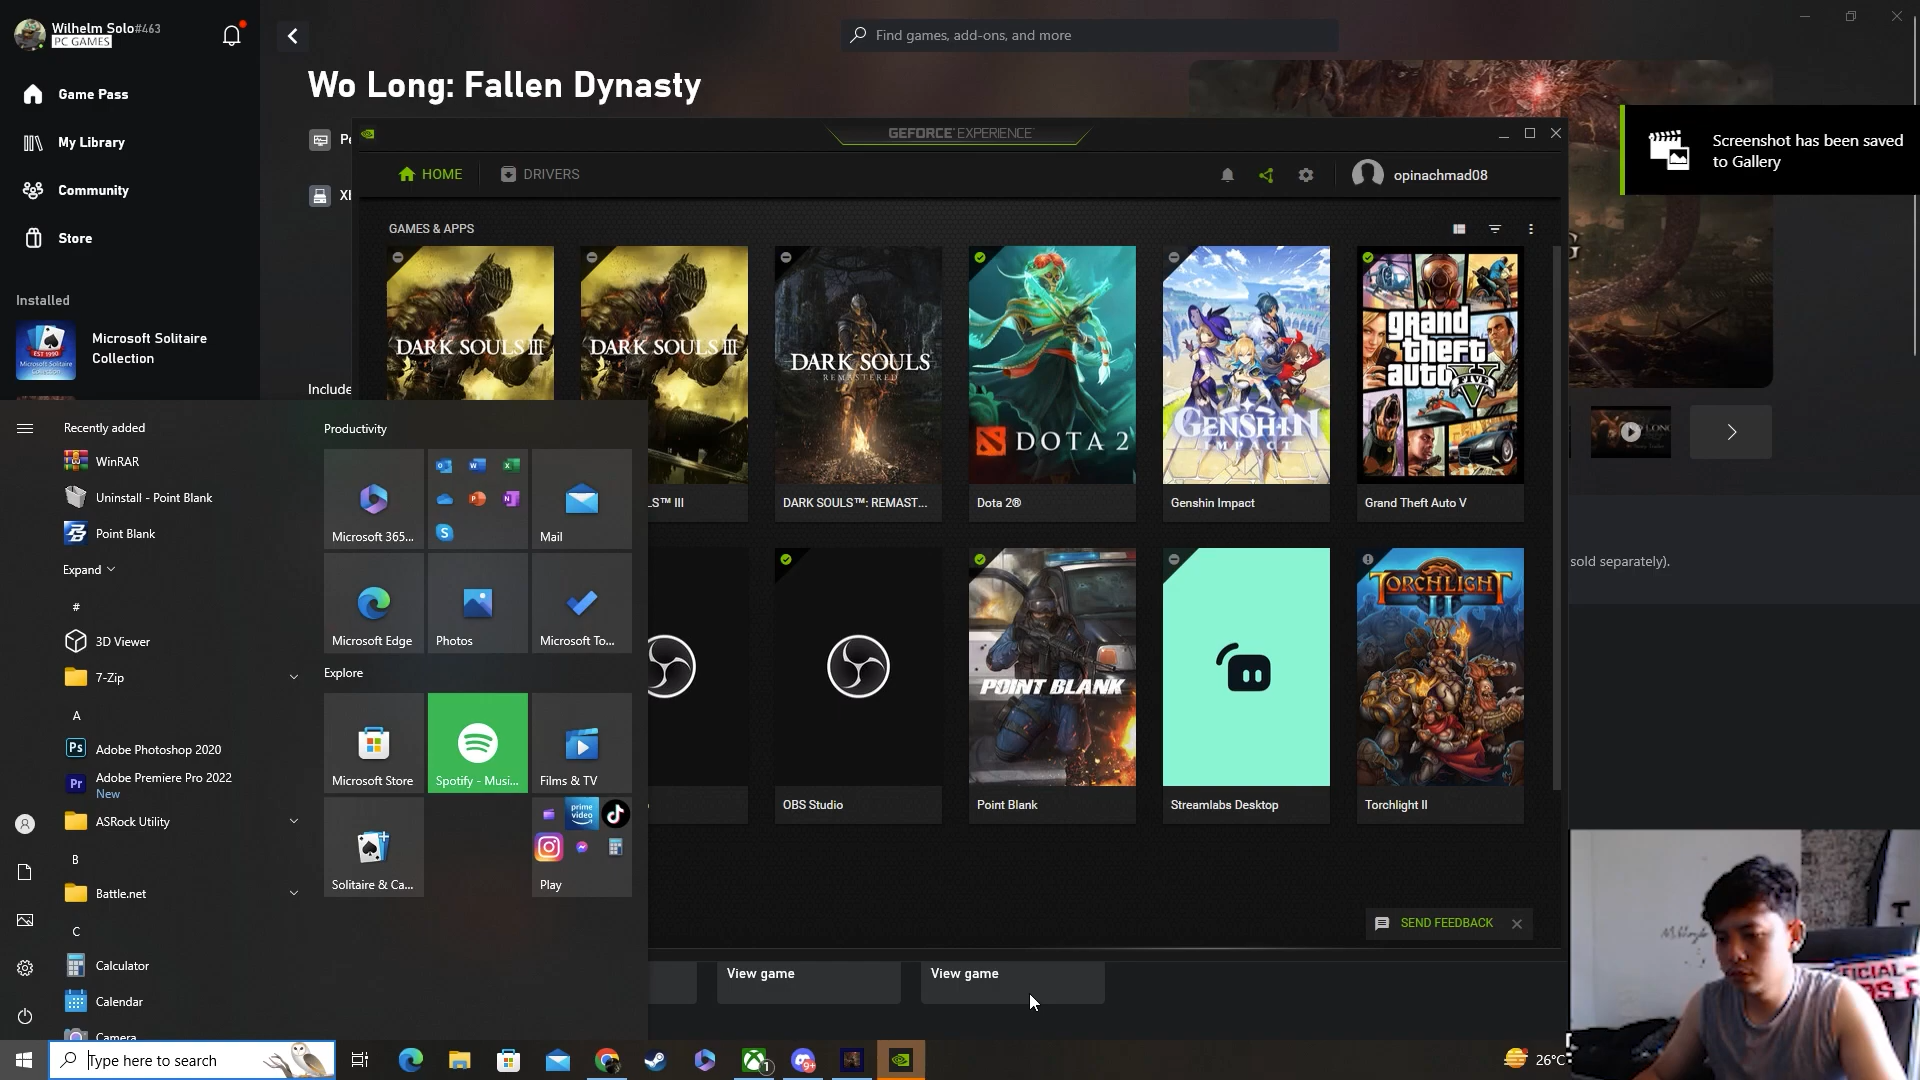 Wilhelm Solo#463
PC GAMES
Game Pass
My Library
Community
Store
Installed
Microsoft Solitaire
Collection
Find games, add-ons, and more
Wo Long: Fallen Dynasty
Include
GEFORCE EXPERIENCE
HOME
DRIVERS
opinachmad08
Screenshot has been saved
to Gallery
GAMES & APPS
DARK SOULS III
DARK SOULS III
DARK SOULS
REMASTERED
DOTA 2
GENSHIN
IMPACT
grand
theft
auto V
FIVE
S™ III
DARK SOULS™: REMAST...
Dota 2®
Genshin Impact
Grand Theft Auto V
POINT BLANK
TORCHLIGHT
II
OBS Studio
Point Blank
Streamlabs Desktop
Torchlight II
sold separately).
SEND FEEDBACK
View game
View game
Recently added
WinRAR
Uninstall - Point Blank
Point Blank
Expand
#
3D Viewer
7-Zip
A
Adobe Photoshop 2020
Adobe Premiere Pro 2022
New
ASRock Utility
B
Battle.net
C
Calculator
Calendar
Camera
Productivity
Microsoft 365...
Mail
Microsoft Edge
Photos
Microsoft To...
Explore
Microsoft Store
Spotify - Musi...
Films & TV
Solitaire & Ca...
prime
video
Play
Type here to search
1
9+
26°C